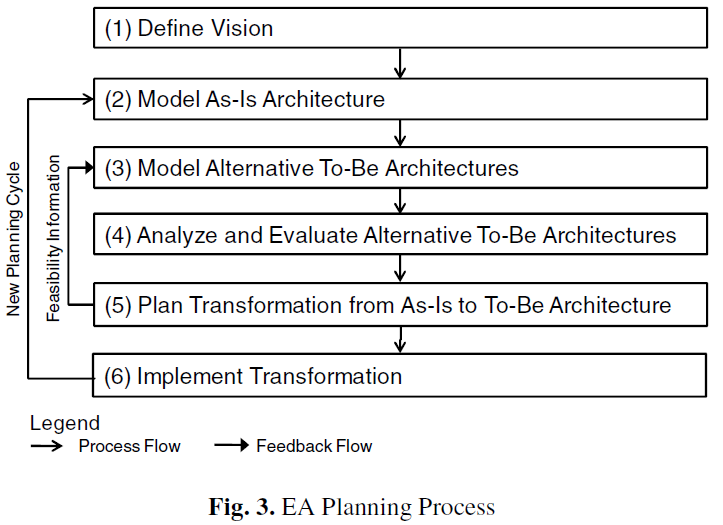 (1) Define Vision
(2) Model As-Is Architecture
(3) Model Alternative To-Be Architectures
(4) Analyze and Evaluate Alternative To-Be Architectures
(5) Plan Transformation from As-Is to To-Be Architecture
(6) Implement Transformation
New Planning Cycle
Feasibility Information
Legend
Process Flow
Feedback Flow
Fig. 3. EA Planning Process